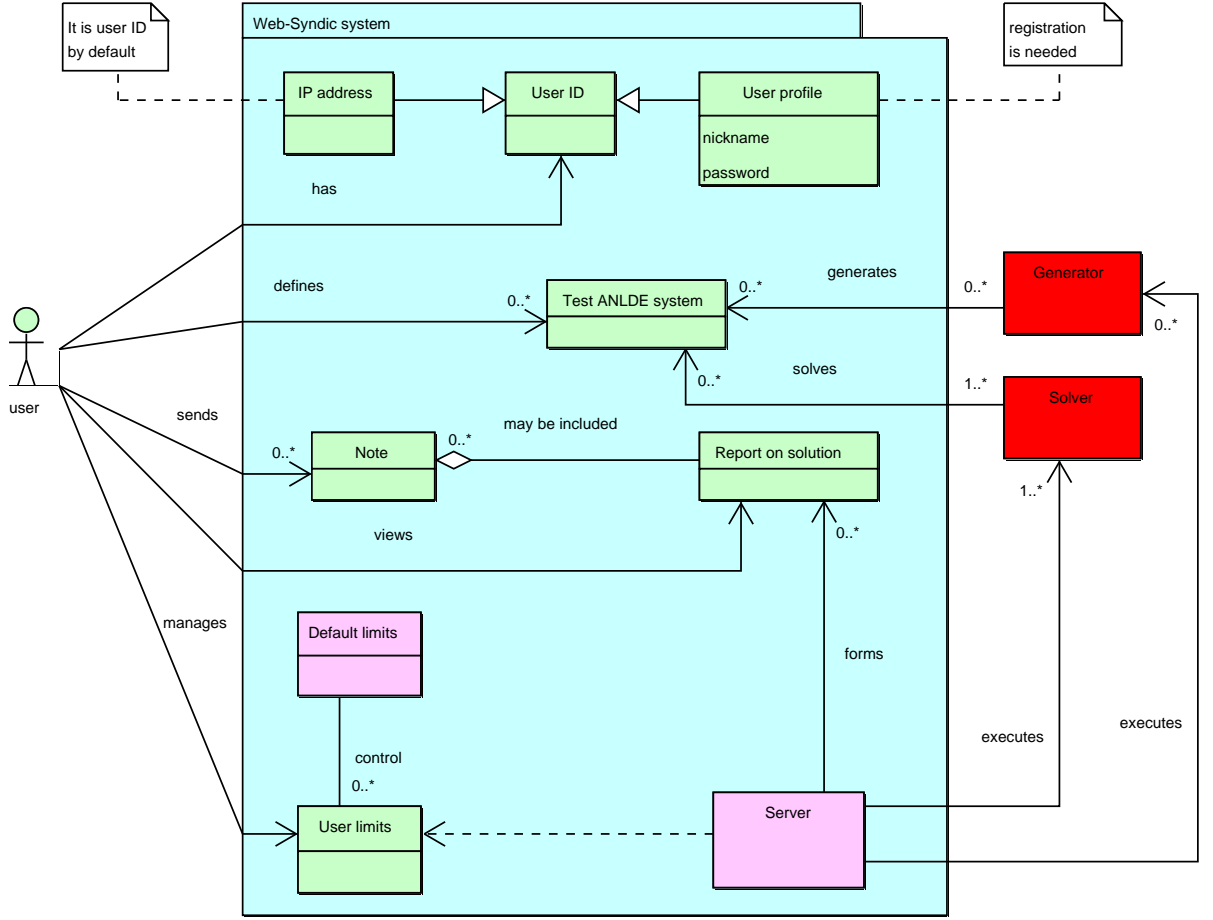 It is user ID
by default
Web-Syndic system
registration
is needed
IP address
User ID
User profile
nickname
password
has
defines
0..*
Test ANLDE system
0..*
generates
0..*
Generator
0..*
user
0..*
solves
1..*
Solver
sends
0..*
Note
0..*
may be included
Report on solution
1..*
views
0..*
manages
Default limits
forms
control
0..*
executes
executes
User limits
Server